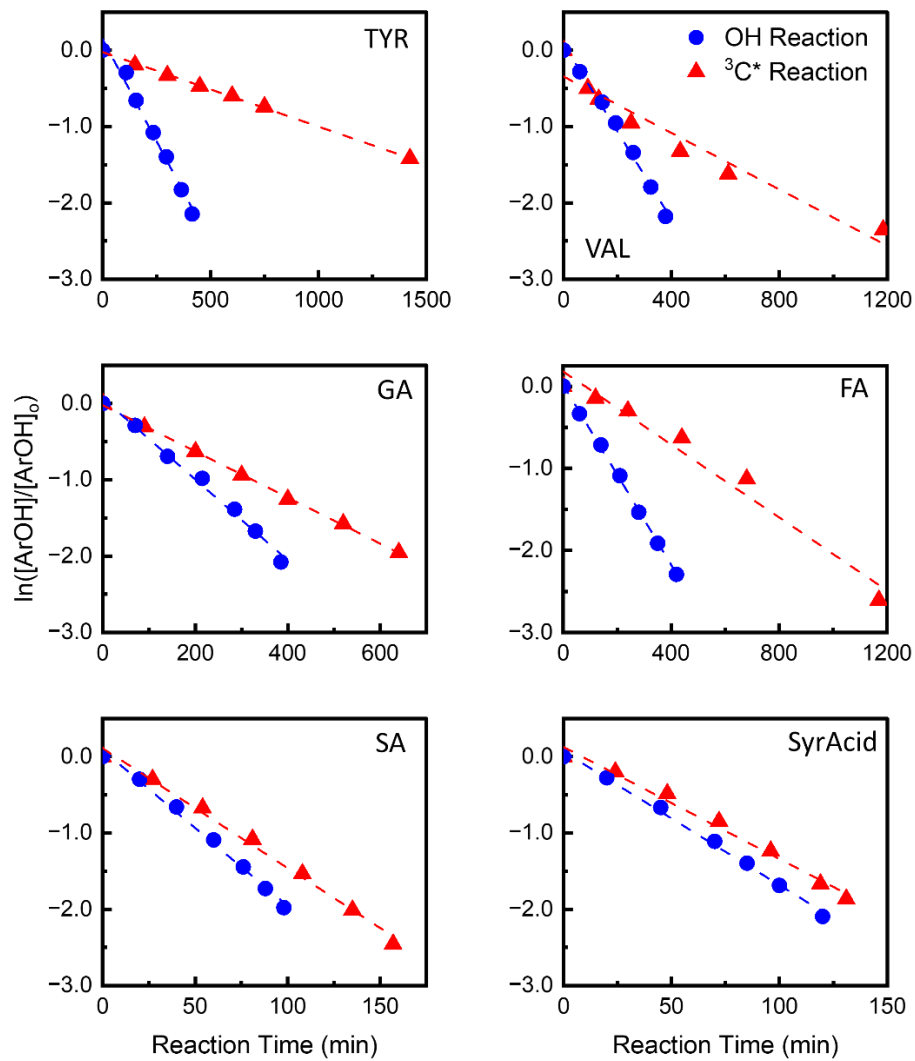 TYR
OH Reaction
³C* Reaction
0.0
−1.0
−2.0
−3.0
0 500 1000 1500
0.0
−1.0
−2.0
−3.0
VAL
0 400 800 1200
ln([ArOH]/[ArOH]ₒ)
GA
0.0
−1.0
−2.0
−3.0
0 200 400 600
FA
0.0
−1.0
−2.0
−3.0
0 400 800 1200
SA
0.0
−1.0
−2.0
−3.0
0 50 100 150
Reaction Time (min)
SyrAcid
0.0
−1.0
−2.0
−3.0
0 50 100 150
Reaction Time (min)